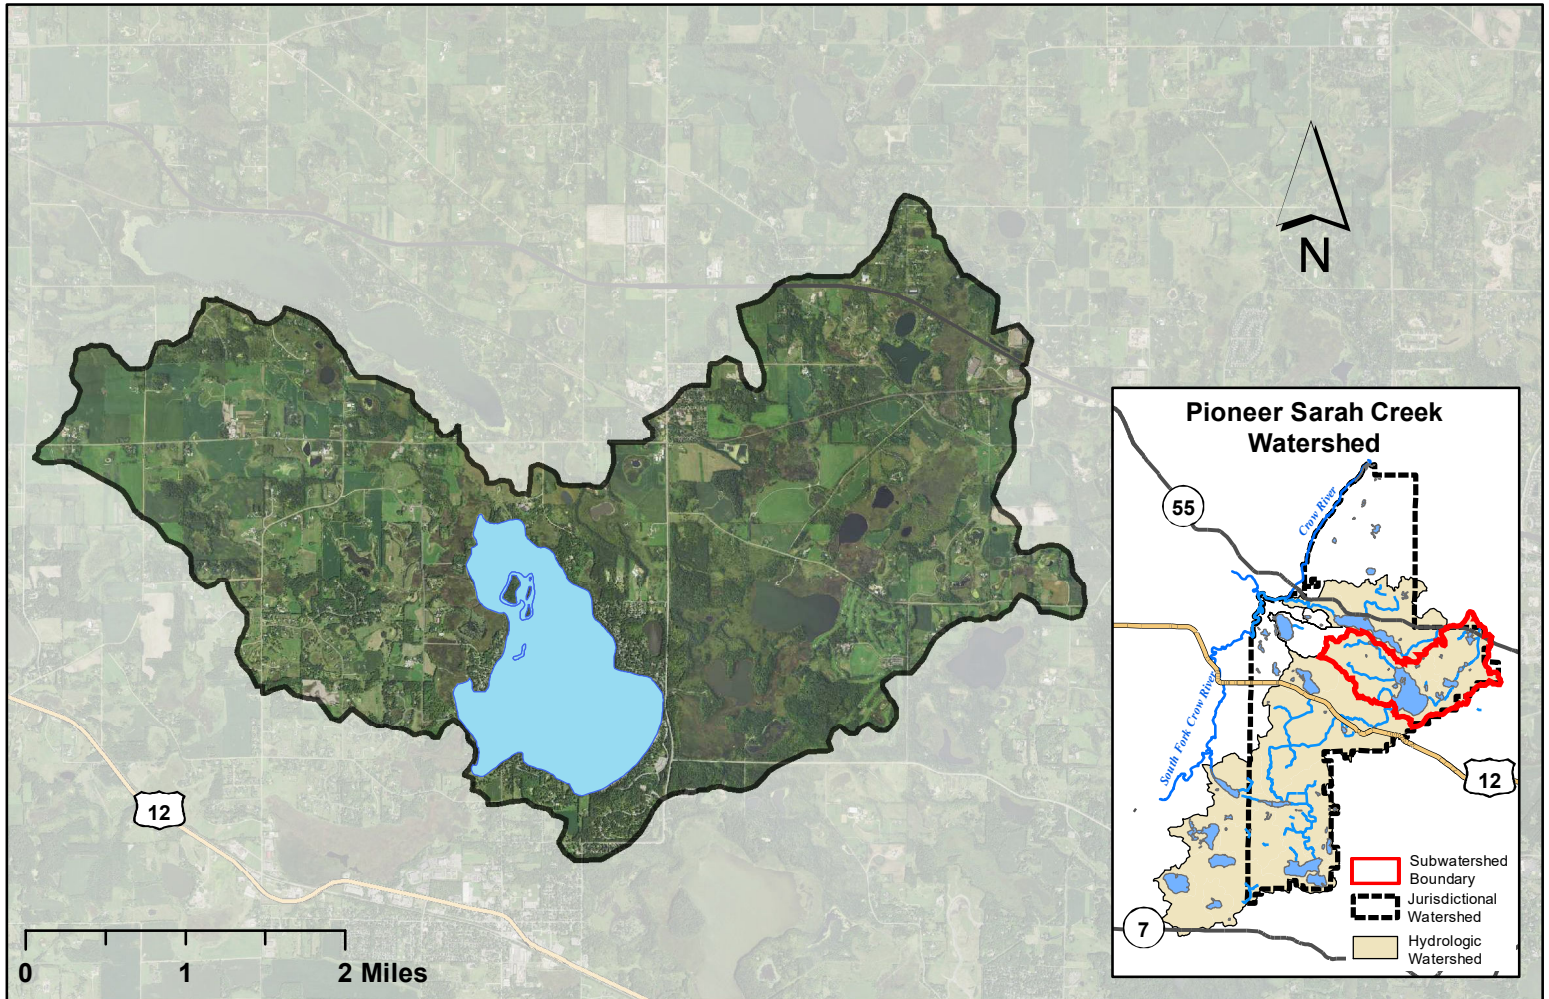 N
Pioneer Sarah Creek
Watershed
55
Crow River
South Fork Crow River
12
12
7
Subwatershed
Boundary
Jurisdictional
Watershed
Hydrologic
Watershed
0 1 2 Miles